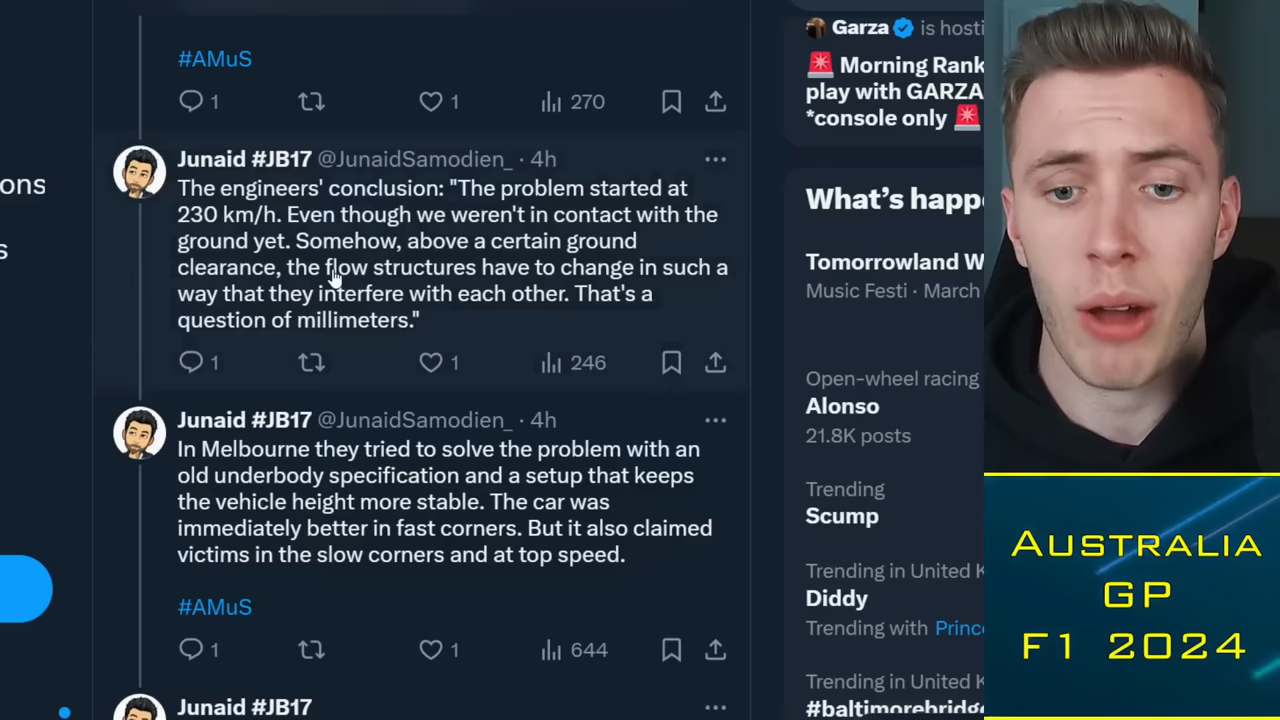 #AMuS
1
1
270
Junaid #JB17 @JunaidSamodien_ · 4h
The engineers' conclusion: "The problem started at
230 km/h. Even though we weren't in contact with the
ground yet. Somehow, above a certain ground
clearance, the flow structures have to change in such a
way that they interfere with each other. That's a
question of millimeters."
1
1
246
Junaid #JB17 @JunaidSamodien_ · 4h
In Melbourne they tried to solve the problem with an
old underbody specification and a setup that keeps
the vehicle height more stable. The car was
immediately better in fast corners. But it also claimed
victims in the slow corners and at top speed.
#AMuS
1
1
644
Junaid #JB17
ons
s
Garza is hosti
🚨 Morning Rank
play with GARZA
*console only 🚨
What's happ
Tomorrowland W
Music Festi · March
Open-wheel racing
Alonso
21.8K posts
Trending
Scump
Trending in United K
Diddy
Trending with Princ
Trending in United K
#baltimorebridg
AUSTRALIA
GP
F1 2024